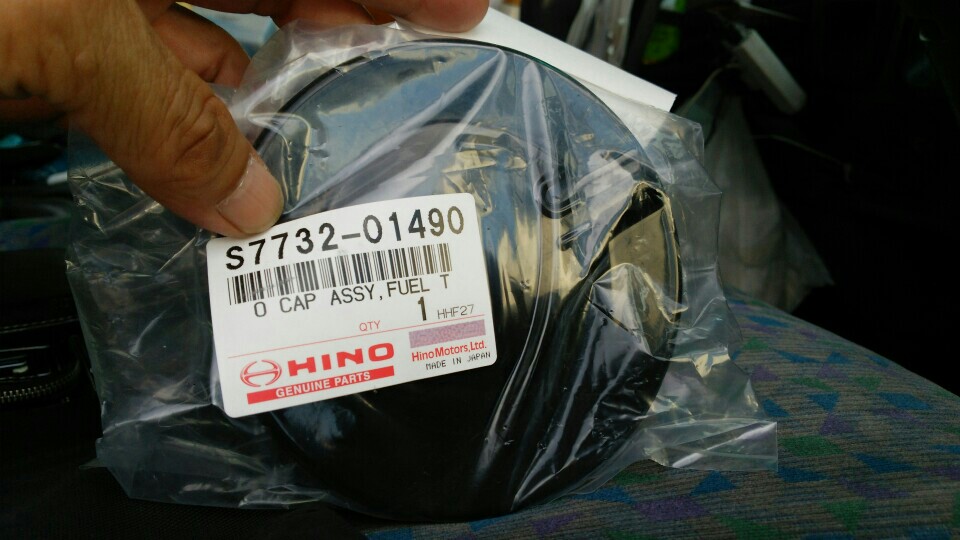 S7732-01490
O CAP ASSY,FUEL T
QTY 1 HHF27
HINO
GENUINE PARTS
HinoMotors,Ltd.
MADE IN JAPAN